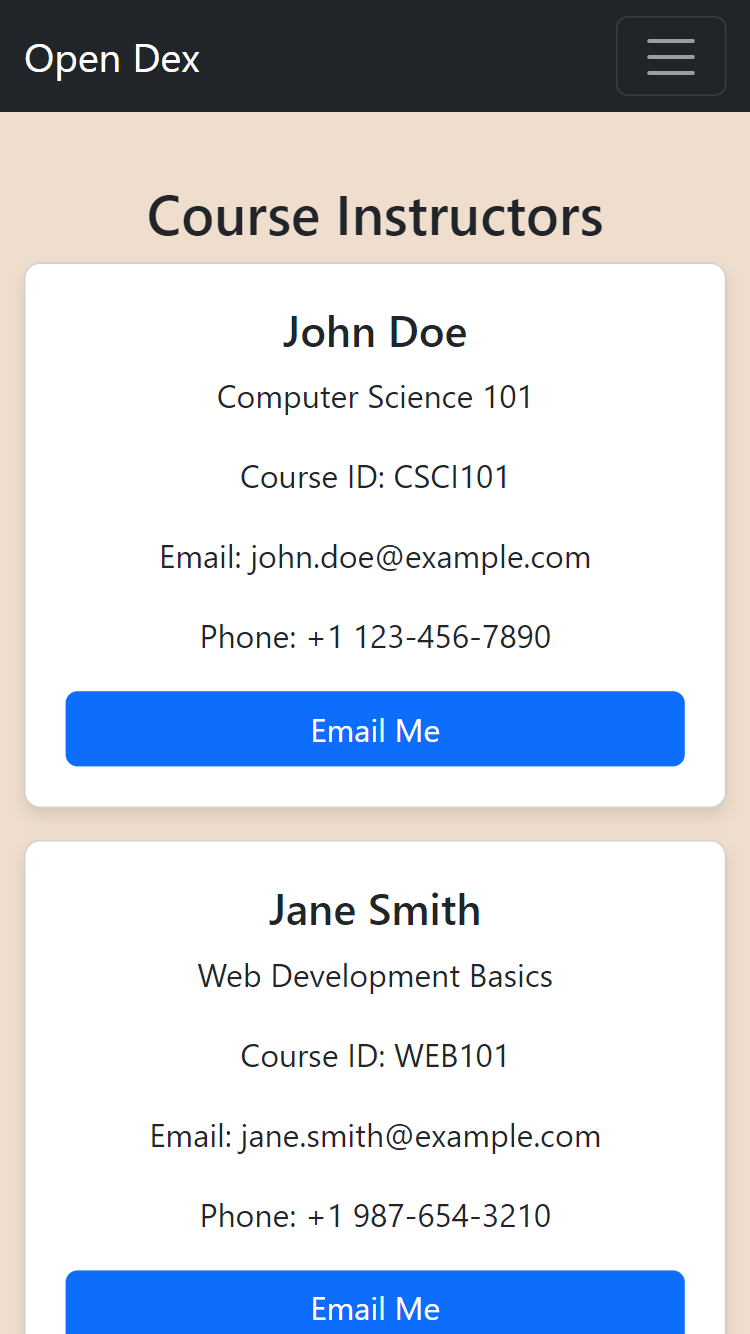 Open Dex
Course Instructors
John Doe
Computer Science 101
Course ID: CSCI101
Email: john.doe@example.com
Phone: +1 123-456-7890
Email Me
Jane Smith
Web Development Basics
Course ID: WEB101
Email: jane.smith@example.com
Phone: +1 987-654-3210
Email Me